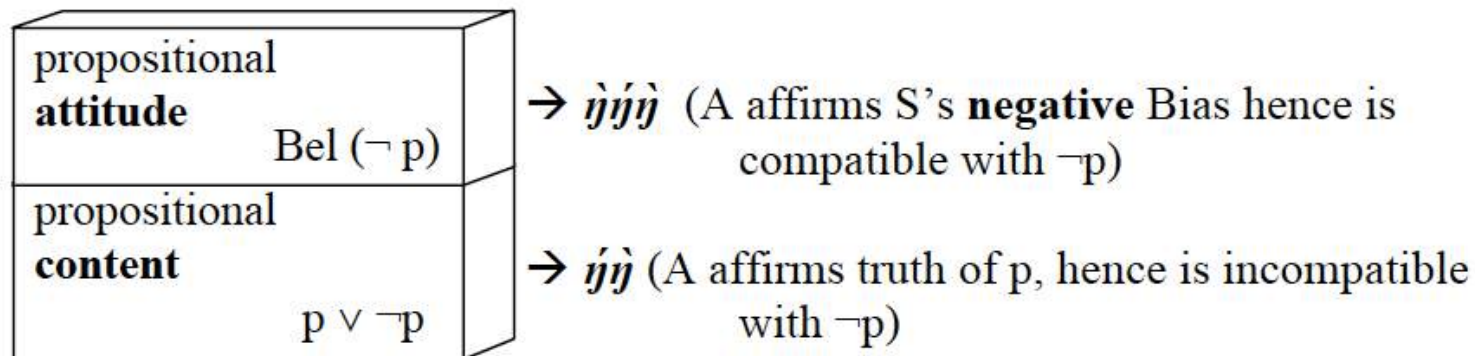 propositional
attitude
Bel (¬ p)
→ ŋ̀ŋ́ŋ̀ (A affirms S’s negative Bias hence is
compatible with ¬p)
propositional
content
p ∨ ¬p
→ ŋ́ŋ̀ (A affirms truth of p, hence is incompatible
with ¬p)